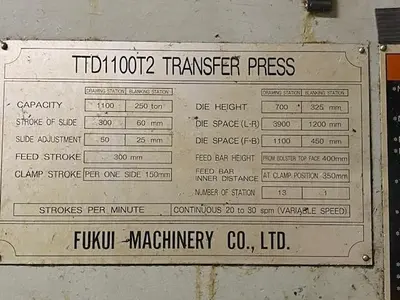 TTD1100T2 TRANSFER PRESS
DRAWING STATION BLANKING STATION
CAPACITY 1100 250 ton
STROKE OF SLIDE 300 60 mm
SLIDE ADJUSTMENT 50 25 mm
FEED STROKE 300 mm
CLAMP STROKE PER ONE SIDE 150mm
DRAWING STATION BLANKING STATION
DIE HEIGHT 700 325 mm
DIE SPACE (L-R) 3900 1200 mm
DIE SPACE (F-B) 1100 450 mm
FEED BAR HEIGHT FROM BOLSTER TOP FACE 400mm
FEED BAR
INNER DISTANCE AT CLAMP POSITION 350mm
NUMBER OF STATION 13 1
STROKES PER MINUTE CONTINUOUS 20 to 30 spm (VARIABLE SPEED)
FUKUI MACHINERY CO., LTD.